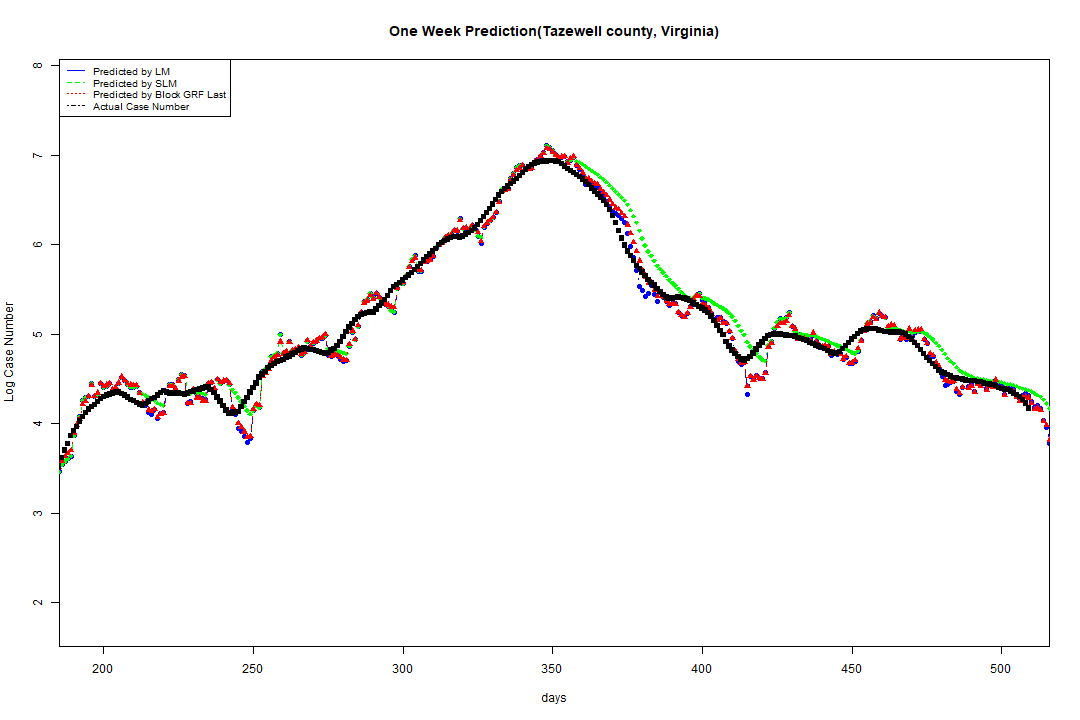 One Week Prediction(Tazewell county, Virginia)
Predicted by LM
Predicted by SLM
Predicted by Block GRF Last
Actual Case Number
Log Case Number
8
7
6
5
4
3
2
200 250 300 350 400 450 500
days